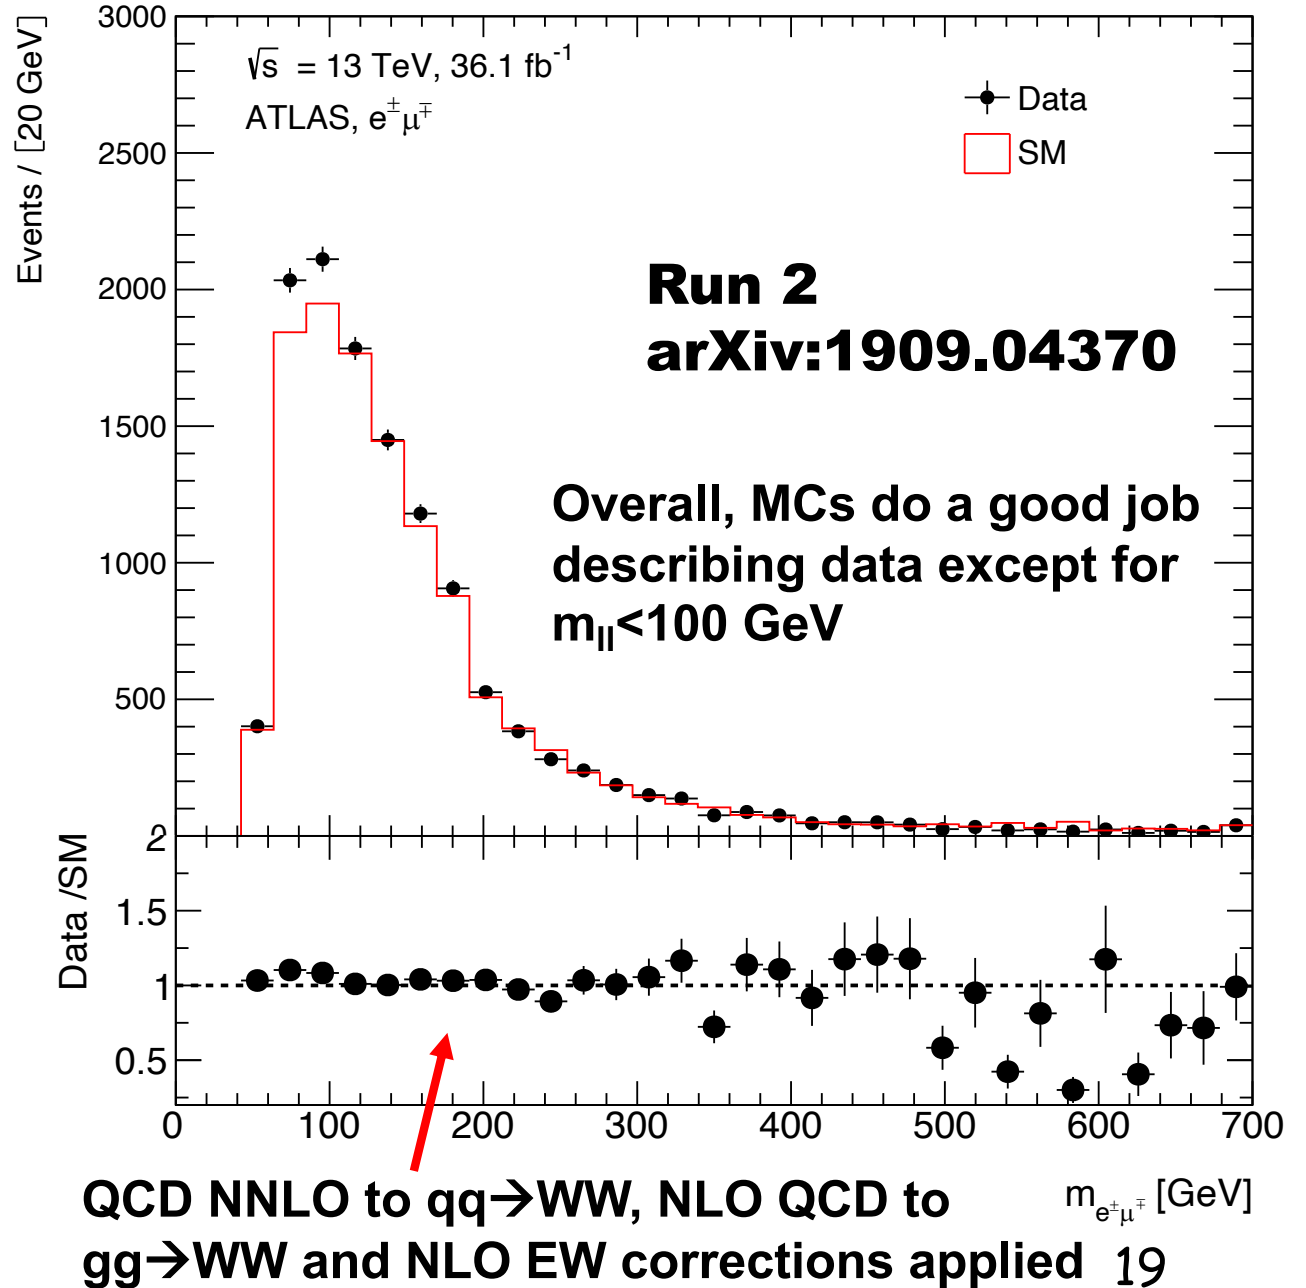 3000
√s = 13 TeV, 36.1 fb⁻¹
ATLAS, e±μ∓
Data
SM
Events / [20 GeV]
2500
2000
1500
1000
500
Run 2
arXiv:1909.04370
Overall, MCs do a good job
describing data except for
mll<100 GeV
2
1.5
1
0.5
Data /SM
0 100 200 300 400 500 600 700
m e±μ∓ [GeV]
QCD NNLO to qq→WW, NLO QCD to
gg→WW and NLO EW corrections applied 19